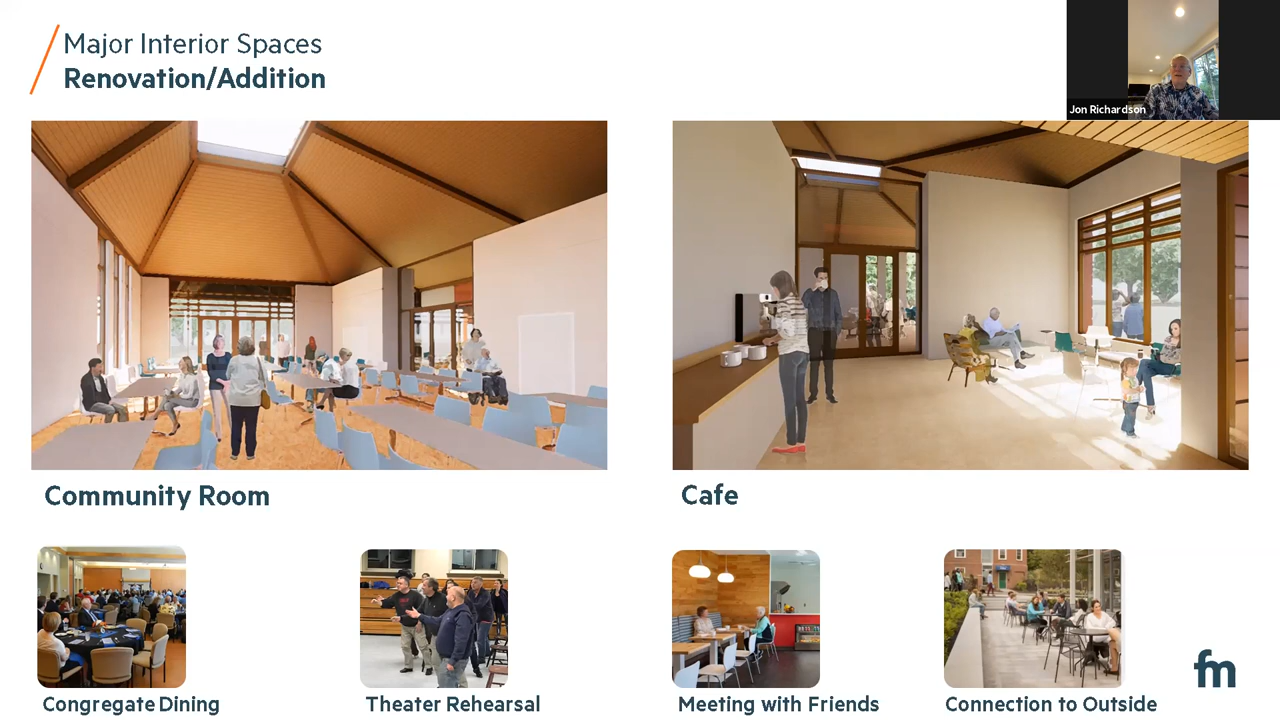 Major Interior Spaces
Renovation/Addition
Jon Richardson
Community Room
Cafe
Congregate Dining
Theater Rehearsal
Meeting with Friends
Connection to Outside
fm